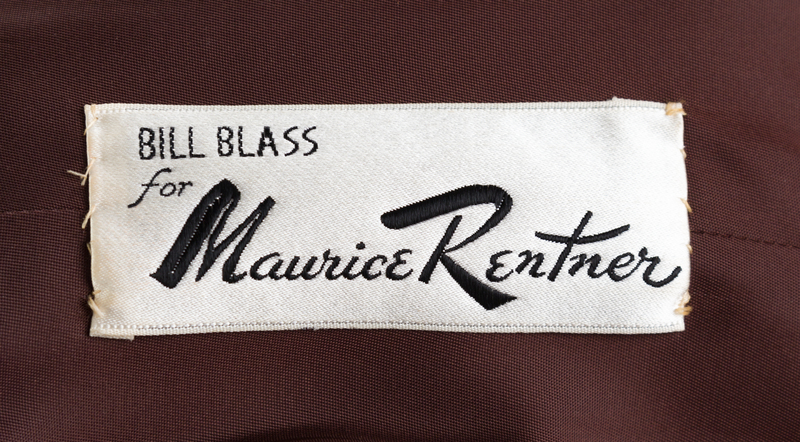 BILL BLASS
for
Maurice Rentner